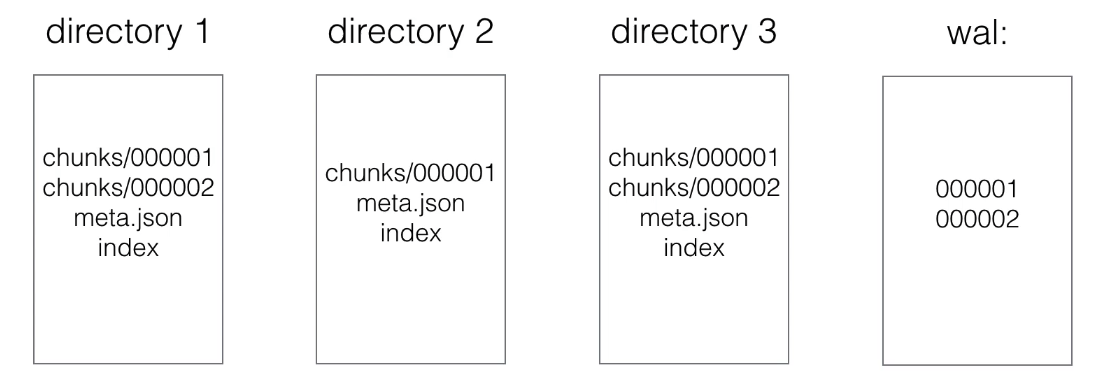 directory 1
chunks/000001
chunks/000002
meta.json
index
directory 2
chunks/000001
meta.json
index
directory 3
chunks/000001
chunks/000002
meta.json
index
wal:
000001
000002